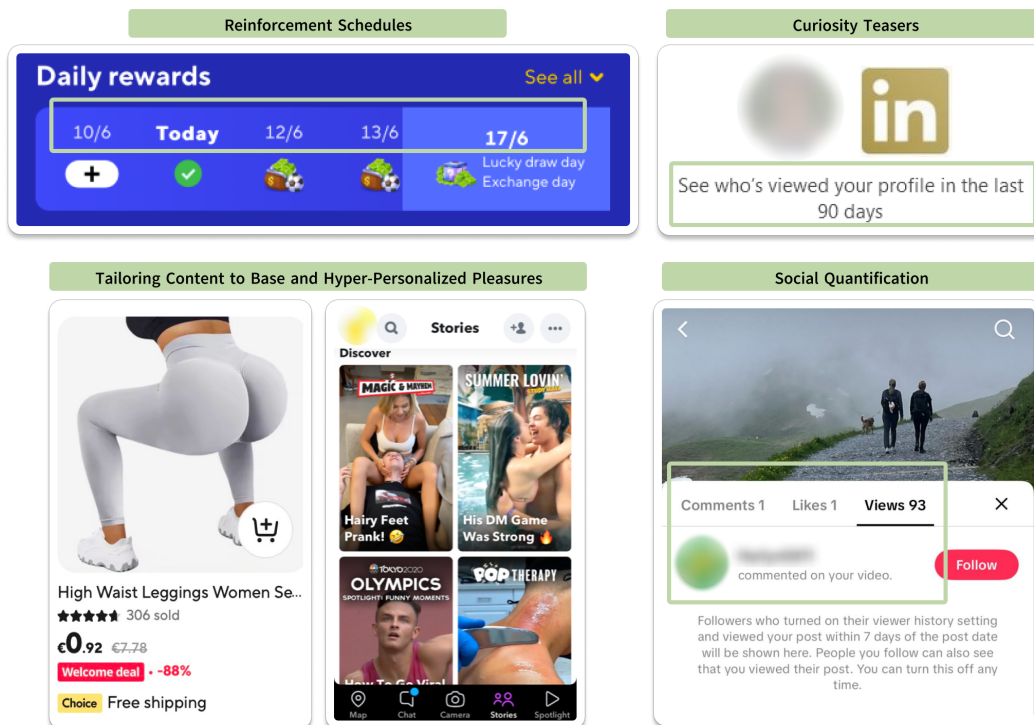 Reinforcement Schedules
Daily rewards
See all
10/6
Today
12/6
13/6
17/6
Lucky draw day
Exchange day
Curiosity Teasers
in
See who's viewed your profile in the last
90 days
Tailoring Content to Base and Hyper-Personalized Pleasures
High Waist Leggings Women Se...
306 sold
€0.92 €7.78
Welcome deal • -88%
Choice Free shipping
Stories
Discover
MAGIC & MAYHEM
Hairy Feet
Prank!
SUMMER LOVIN'
His DM Game
Was Strong
TOKYO 2020
OLYMPICS
SPOTLIGHT: FUNNY MOMENTS
How To Go Viral
POP THERAPY
Map
Chat
Camera
Stories
Spotlight
Social Quantification
Comments 1
Likes 1
Views 93
commented on your video.
Follow
Followers who turned on their viewer history setting
and viewed your post within 7 days of the post date
will be shown here. People you follow can also see
that you viewed their post. You can turn this off any
time.